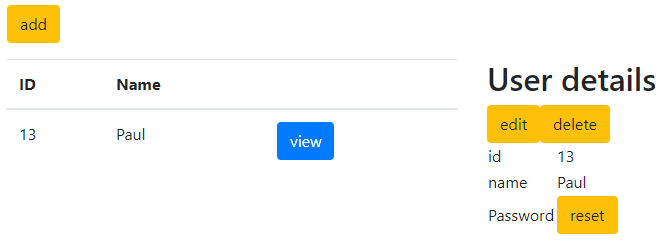 add
ID Name
13 Paul view
User details
edit delete
id 13
name Paul
Password reset